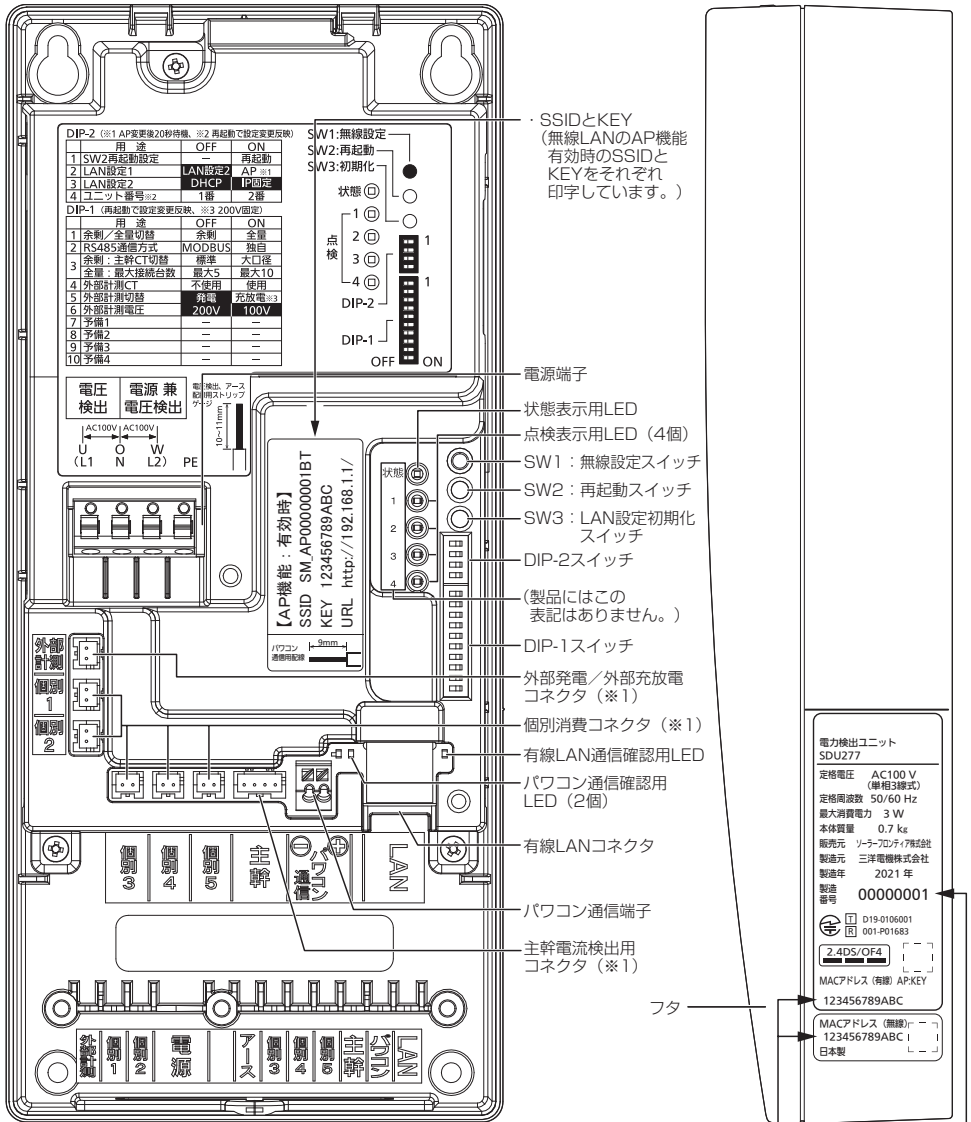 DIP-2（※1 AP変更後20秒待機、※2 再起動で設定変更反映）
用 途 OFF ON
1 SW2再起動設定 － 再起動
2 LAN設定1 LAN設定2 AP ※1
3 LAN設定2 DHCP IP固定
4 ユニット番号※2 1番 2番
DIP-1（再起動で設定変更反映、※3 200V固定）
用 途 OFF ON
1 余剰／全量切替 余剰 全量
2 RS485通信方式 MODBUS 独自
3 余剰：主幹CT切替 標準 大口径
全量：最大接続台数 最大5 最大10
4 外部計測CT 不使用 使用
5 外部計測切替 発電 充放電※3
6 外部計測電圧 200V 100V
7 予備1 － －
8 予備2 － －
9 予備3 － －
10 予備4 － －
SW1:無線設定
SW2:再起動
SW3:初期化
状態
点検
1
2
3
4
1
1
DIP-2
DIP-1
OFF ON
電圧検出
電源 兼電圧検出
電圧検出、アース
配線用ストリップ
ゲージ
10～11mm
AC100V AC100V
U O W
（L1 N L2） PE
【AP機能：有効時】
SSID SM_AP00000001BT
KEY 123456789ABC
URL http://192.168.1.1/
パワコン
通信用配線
9mm
状態
1
2
3
4
外部計測
個別1
個別2
個別3
個別4
個別5
主幹
パワコン通信
LAN
外部計測
個別1
個別2
電源
アース
個別3
個別4
個別5
主幹
パワコン
LAN
・SSIDとKEY
（無線LANのAP機能
有効時のSSIDと
KEYをそれぞれ
印字しています。）
電源端子
状態表示用LED
点検表示用LED（4個）
SW1：無線設定スイッチ
SW2：再起動スイッチ
SW3：LAN設定初期化
スイッチ
DIP-2スイッチ
（製品にはこの
表記はありません。）
DIP-1スイッチ
外部発電／外部充放電
コネクタ（※1）
個別消費コネクタ（※1）
有線LAN通信確認用LED
パワコン通信確認用
LED（2個）
有線LANコネクタ
パワコン通信端子
主幹電流検出用
コネクタ（※1）
フタ
電力検出ユニット
SDU277
定格電圧 AC100 V
（単相3線式）
定格周波数 50/60 Hz
最大消費電力 3 W
本体質量 0.7 kg
販売元 ソーラーフロンティア株式会社
製造元 三洋電機株式会社
製造年 2021 年
製造番号 00000001
T D19-0106001
R 001-P01683
2.4DS/OF4
MACアドレス（有線） AP:KEY
123456789ABC
MACアドレス（無線）
123456789ABC
日本製